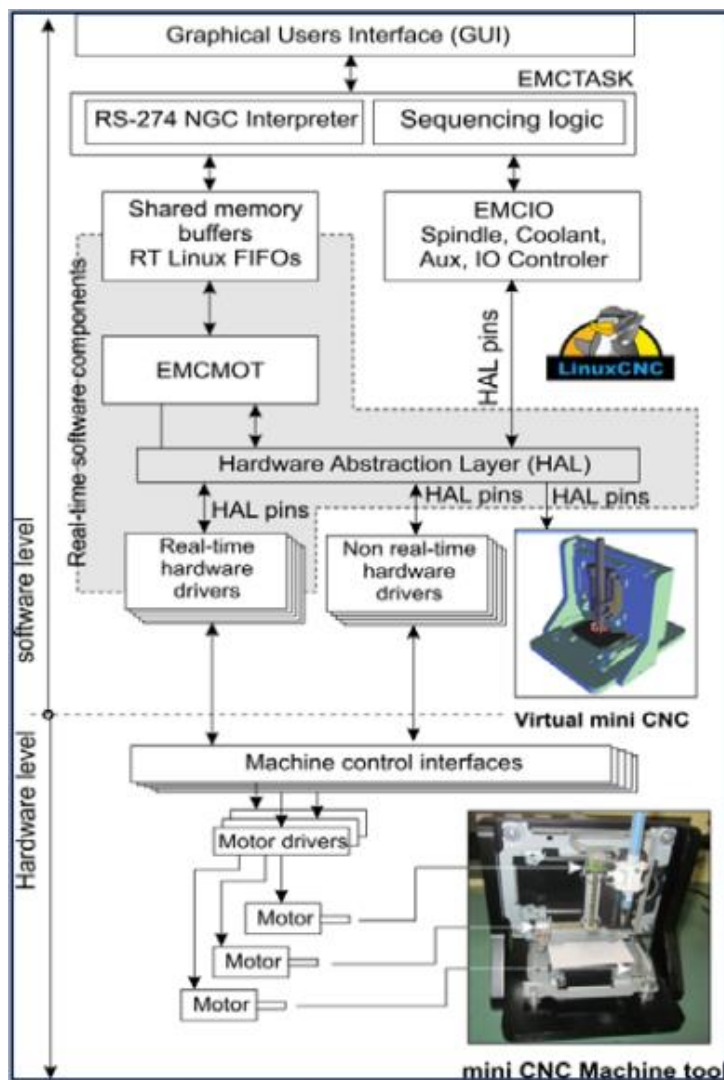 Graphical Users Interface (GUI)
EMCTASK
RS-274 NGC Interpreter
Sequencing logic
Shared memory
buffers
RT Linux FIFOs
EMCIO
Spindle, Coolant,
Aux, IO Controler
Real-time software components
EMCMOT
HAL pins
LinuxCNC
Hardware Abstraction Layer (HAL)
HAL pins
HAL pins
HAL pins
Real-time
hardware
drivers
Non real-time
hardware
drivers
software level
Virtual mini CNC
Hardware level
Machine control interfaces
Motor drivers
Motor
Motor
Motor
mini CNC Machine tool